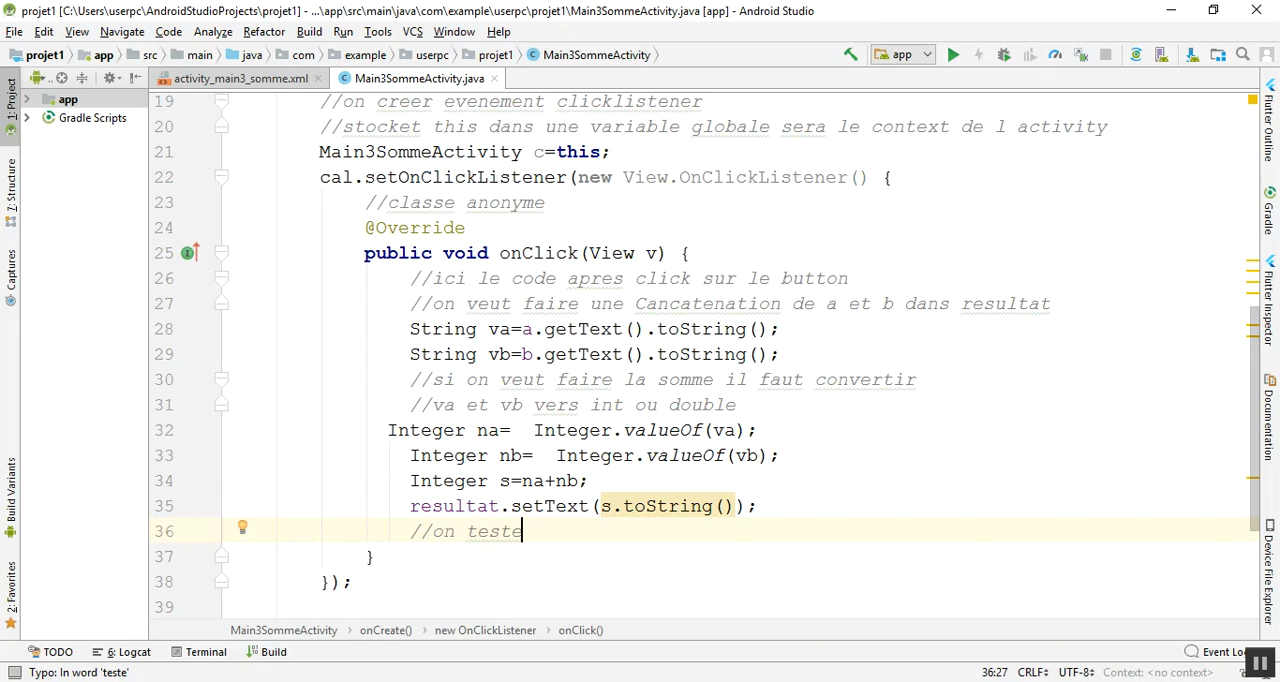 projet1 [C:\Users\userpc\AndroidStudioProjects\projet1] - ...\app\src\main\java\com\example\userpc\projet1\Main3SommeActivity.java [app] - Android Studio
File Edit View Navigate Code Analyze Refactor Build Run Tools VCS Window Help
projet1 app src main java com example userpc projet1 Main3SommeActivity app
activity_main3_somme.xml Main3SommeActivity.java
1: Project
Z: Structure
Captures
Build Variants
2: Favorites
app
Gradle Scripts
19 //on creer evenement clicklistener
20 //stocket this dans une variable globale sera le context de l activity
21 Main3SommeActivity c=this;
22 cal.setOnClickListener(new View.OnClickListener() {
23 //classe anonyme
24 @Override
25 public void onClick(View v) {
26 //ici le code apres click sur le button
27 //on veut faire une Cancatenation de a et b dans resultat
28 String va=a.getText().toString();
29 String vb=b.getText().toString();
30 //si on veut faire la somme il faut convertir
31 //va et vb vers int ou double
32 Integer na=  Integer.valueOf(va);
33 Integer nb=  Integer.valueOf(vb);
34 Integer s=na+nb;
35 resultat.setText(s.toString());
36 //on teste
37 }
38 });
39
Flutter Outline
Gradle
Flutter Inspector
Documentation
Device File Explorer
Main3SommeActivity onCreate() new OnClickListener onClick()
TODO 6: Logcat Terminal Build Event Lo
Typo: In word 'teste' 36:27 CRLF UTF-8 Context: <no context>